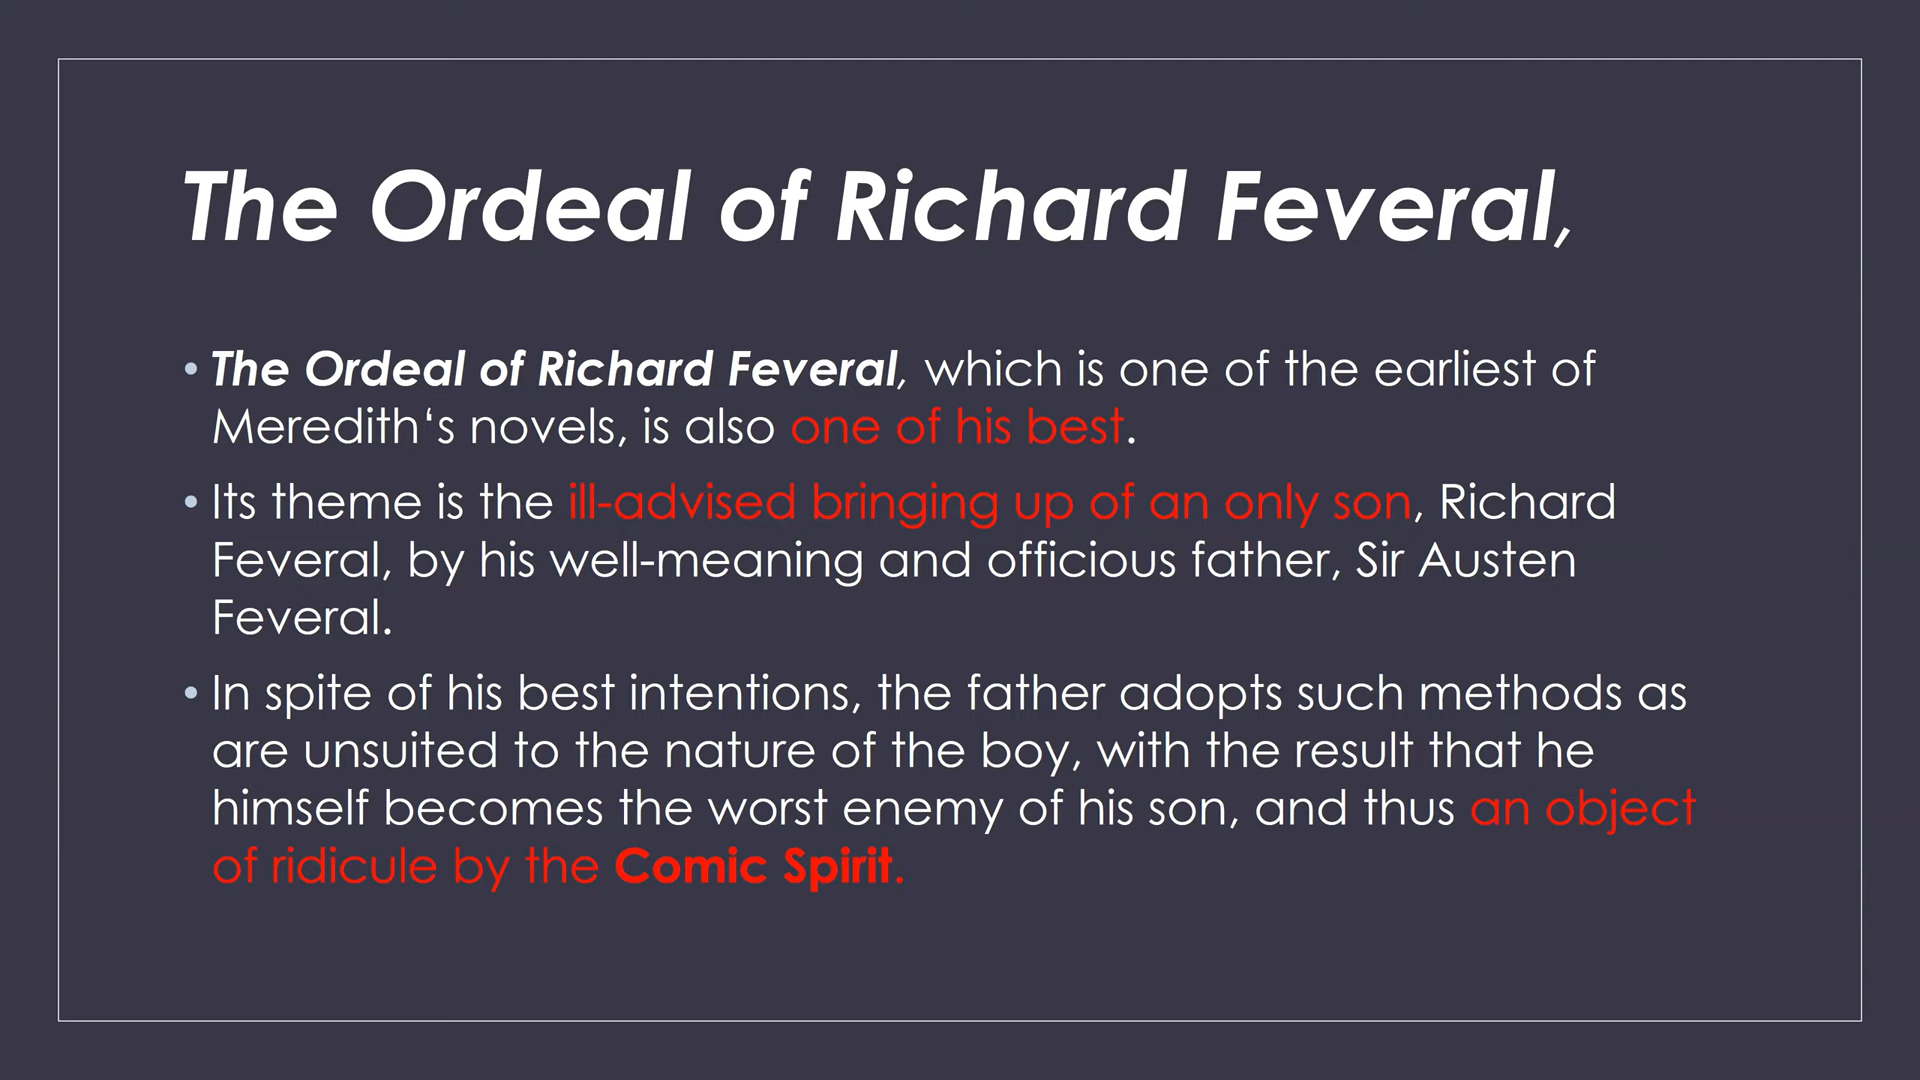 The Ordeal of Richard Feveral,
• The Ordeal of Richard Feveral, which is one of the earliest of
Meredith‘s novels, is also one of his best.
• Its theme is the ill-advised bringing up of an only son, Richard
Feveral, by his well-meaning and officious father, Sir Austen
Feveral.
• In spite of his best intentions, the father adopts such methods as
are unsuited to the nature of the boy, with the result that he
himself becomes the worst enemy of his son, and thus an object
of ridicule by the Comic Spirit.